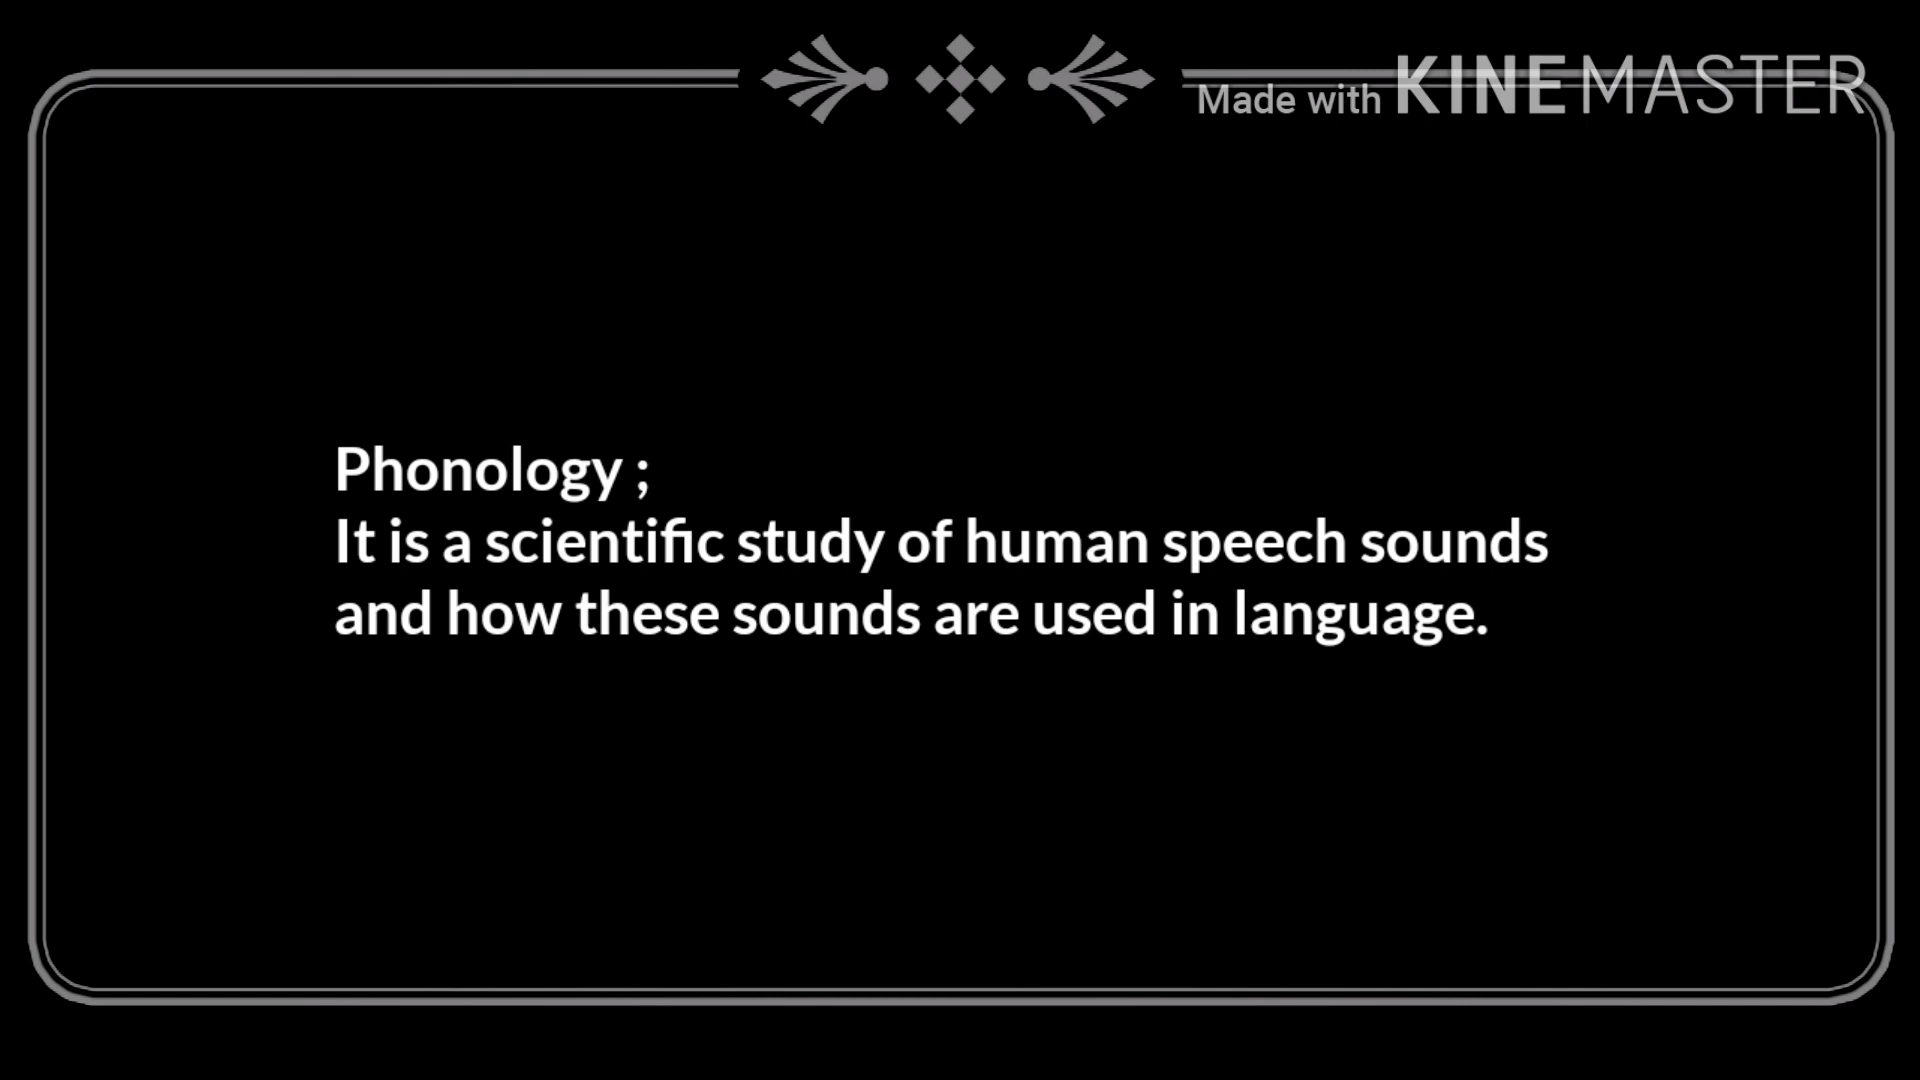 Made with KINEMASTER
Phonology ;
It is a scientific study of human speech sounds
and how these sounds are used in language.